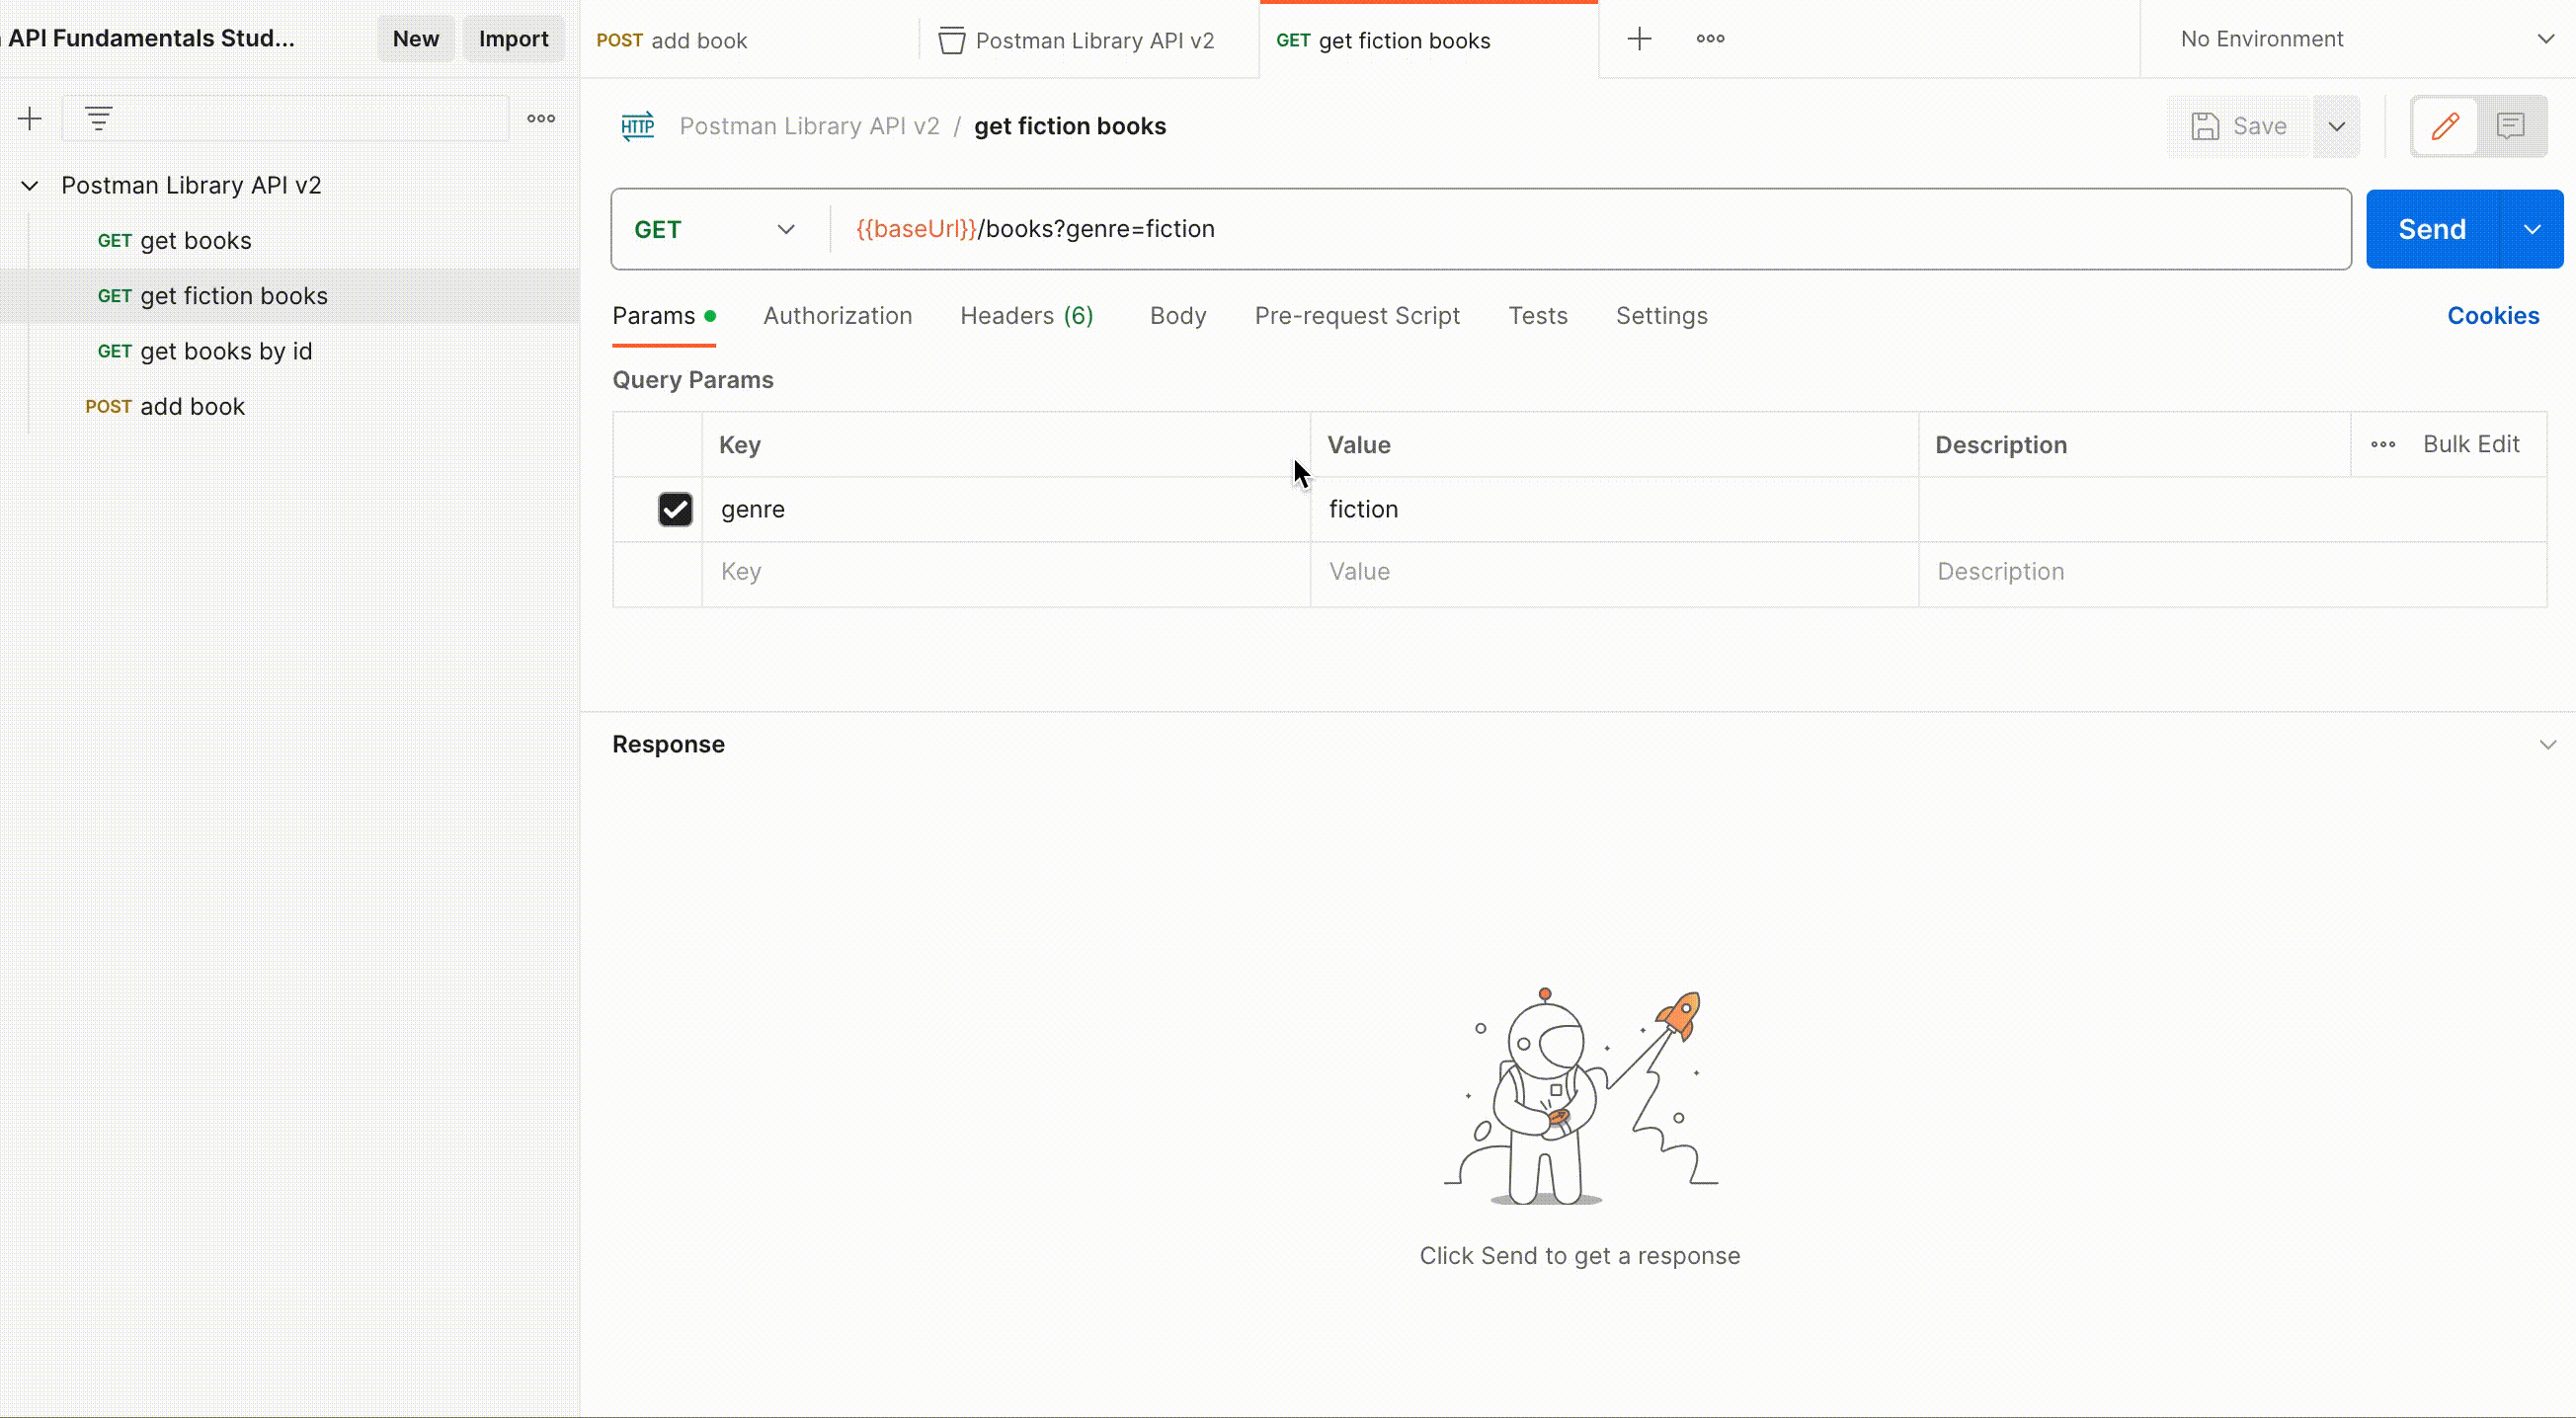 API Fundamentals Stud... New Import
POST add book Postman Library API v2 GET get fiction books No Environment
HTTP Postman Library API v2 / get fiction books Save
Postman Library API v2
GET get books
GET get fiction books
GET get books by id
POST add book
GET {{baseUrl}}/books?genre=fiction Send
Params Authorization Headers (6) Body Pre-request Script Tests Settings Cookies
Query Params
Key Value Description Bulk Edit
genre fiction
Key Value Description
Response
Click Send to get a response